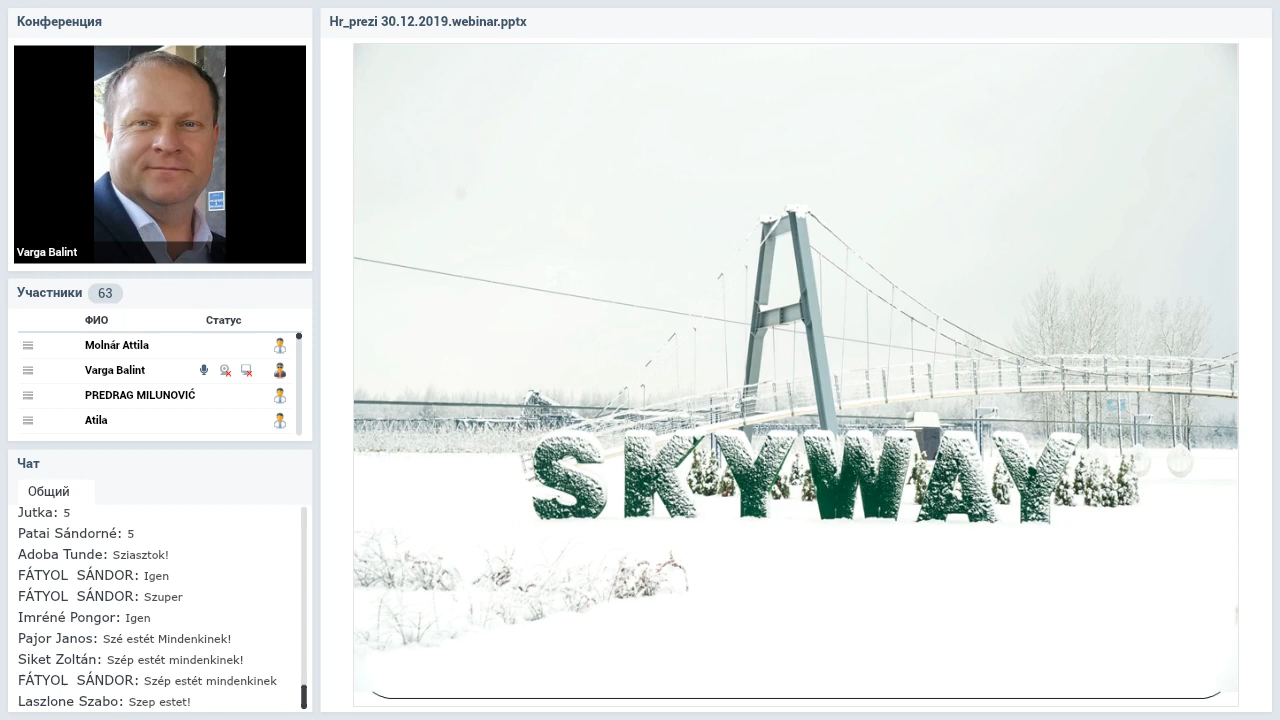 Конференция
Varga Balint
Участники 63
ФИО Статус
Molnár Attila
Varga Balint
PREDRAG MILUNOVIĆ
Atila
Чат
Общий
Jutka: 5
Patai Sándorné: 5
Adoba Tunde: Sziasztok!
FÁTYOL SÁNDOR: Igen
FÁTYOL SÁNDOR: Szuper
Imréné Pongor: Igen
Pajor Janos: Szé estét Mindenkinek!
Siket Zoltán: Szép estét mindenkinek!
FÁTYOL SÁNDOR: Szép estét mindenkinek
Laszlone Szabo: Szep estet!
Hr_prezi 30.12.2019.webinar.pptx
SKYWAY